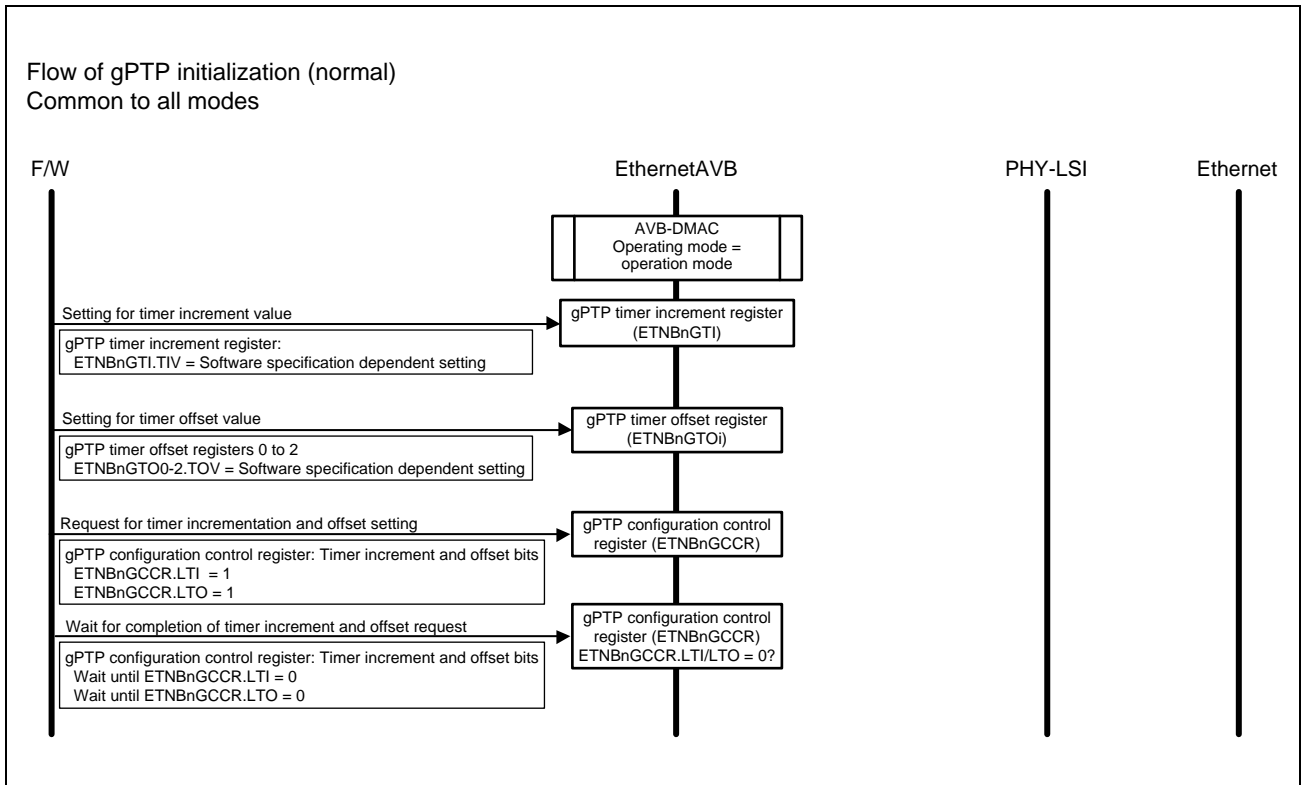 Flow of gPTP initialization (normal)
Common to all modes
F/W
EthernetAVB
PHY-LSI
Ethernet
AVB-DMAC
Operating mode =
operation mode
Setting for timer increment value
gPTP timer increment register
(ETNBnGTI)
gPTP timer increment register:
ETNBnGTI.TIV = Software specification dependent setting
Setting for timer offset value
gPTP timer offset register
(ETNBnGTOi)
gPTP timer offset registers 0 to 2
ETNBnGTO0-2.TOV = Software specification dependent setting
Request for timer incrementation and offset setting
gPTP configuration control
register (ETNBnGCCR)
gPTP configuration control register: Timer increment and offset bits
ETNBnGCCR.LTI = 1
ETNBnGCCR.LTO = 1
Wait for completion of timer increment and offset request
gPTP configuration control
register (ETNBnGCCR)
ETNBnGCCR.LTI/LTO = 0?
gPTP configuration control register: Timer increment and offset bits
Wait until ETNBnGCCR.LTI = 0
Wait until ETNBnGCCR.LTO = 0